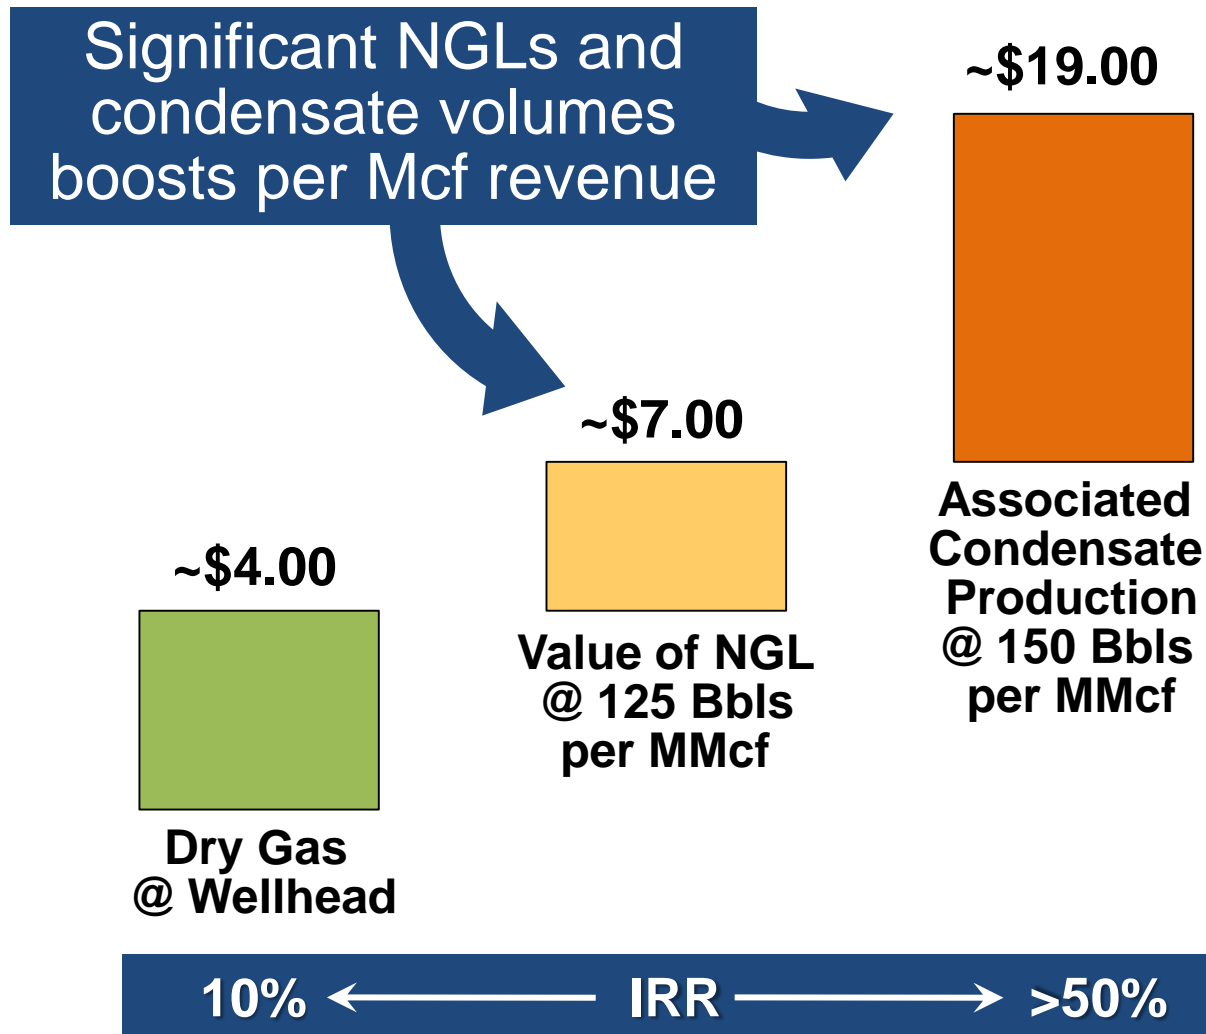 Significant NGLs and
condensate volumes
boosts per Mcf revenue
~$19.00
~$7.00
~$4.00
Associated
Condensate
Production
@ 150 Bbls
per MMcf
Value of NGL
@ 125 Bbls
per MMcf
Dry Gas
@ Wellhead
10% IRR >50%